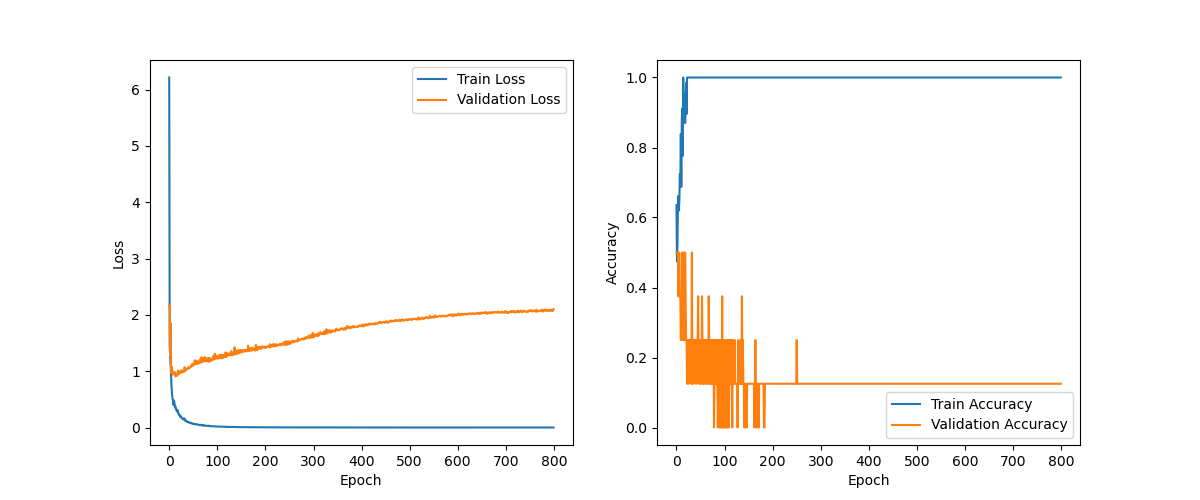 Train Loss
Validation Loss
6
5
4
3
2
1
0
Loss
0 100 200 300 400 500 600 700 800
Epoch
1.0
0.8
0.6
0.4
0.2
0.0
Accuracy
Train Accuracy
Validation Accuracy
0 100 200 300 400 500 600 700 800
Epoch